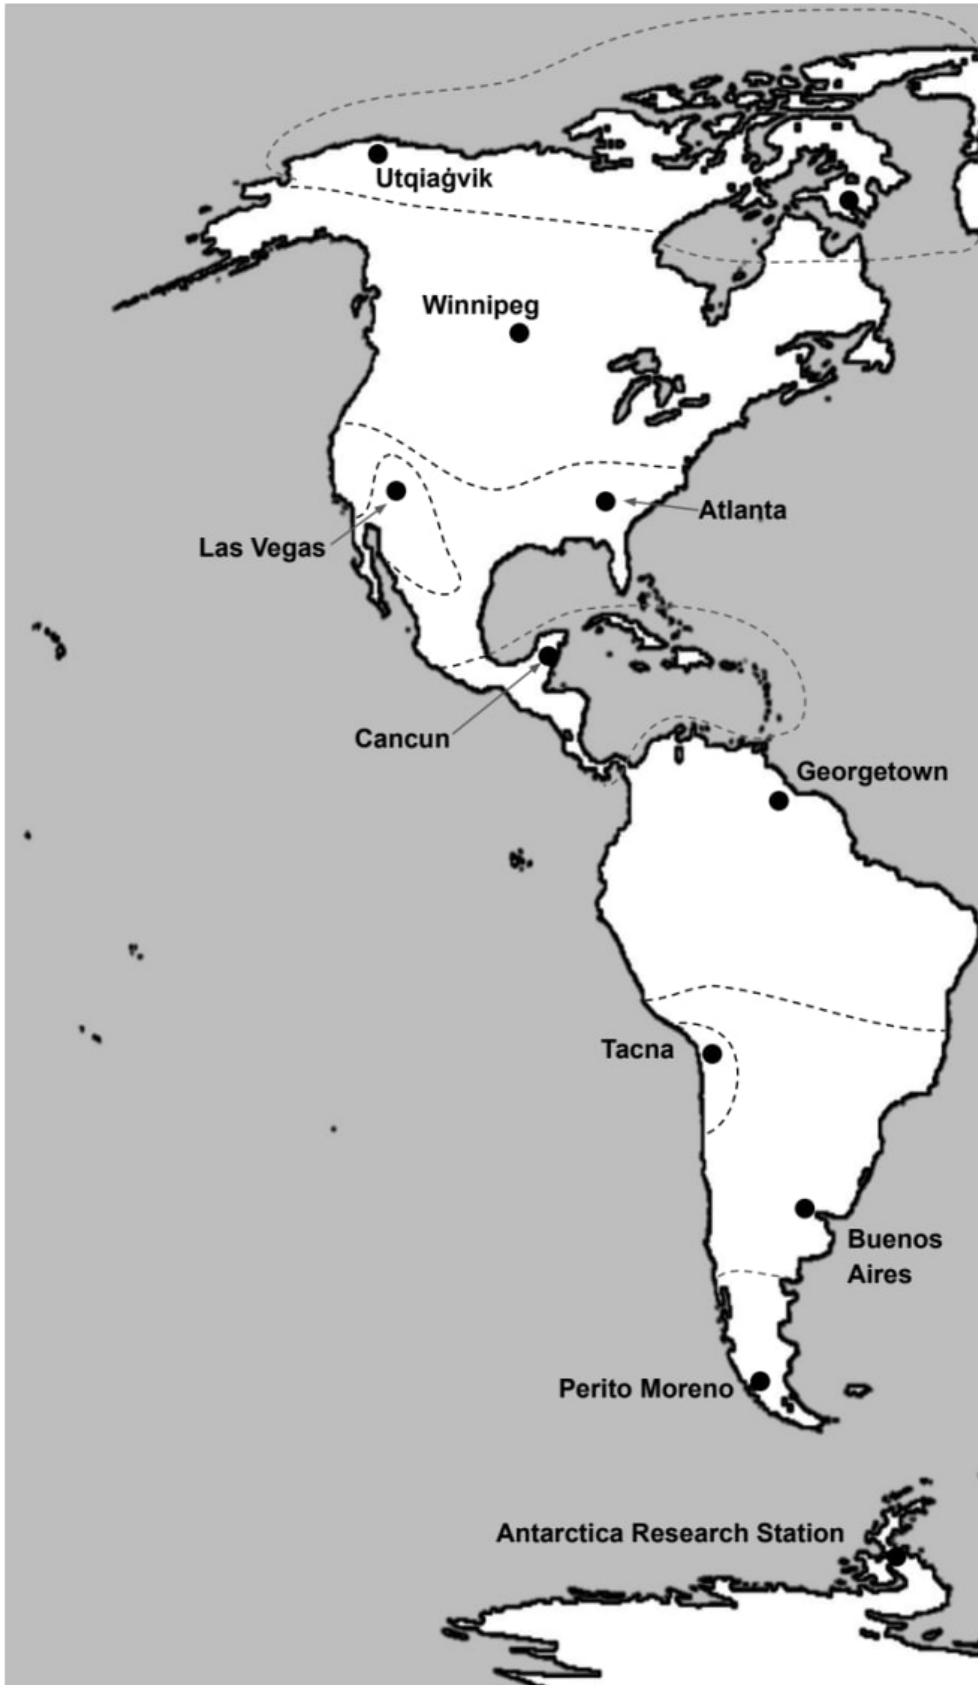 Utqiaġvik
Winnipeg
Atlanta
Las Vegas
Cancun
Georgetown
Tacna
Buenos
Aires
Perito Moreno
Antarctica Research Station